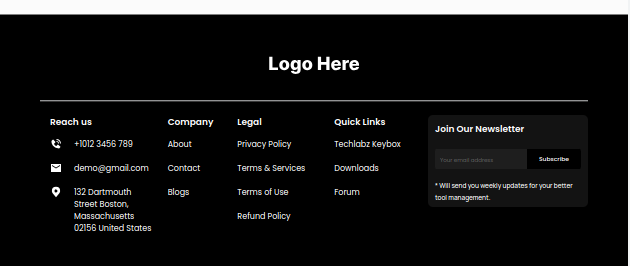 Logo Here
Reach us
+1012 3456 789
demo@gmail.com
132 Dartmouth
Street Boston,
Massachusetts
02156 United States
Company
About
Contact
Blogs
Legal
Privacy Policy
Terms & Services
Terms of Use
Refund Policy
Quick Links
Techlabz Keybox
Downloads
Forum
Join Our Newsletter
Your email address
Subscribe
* Will send you weekly updates for your better
tool management.